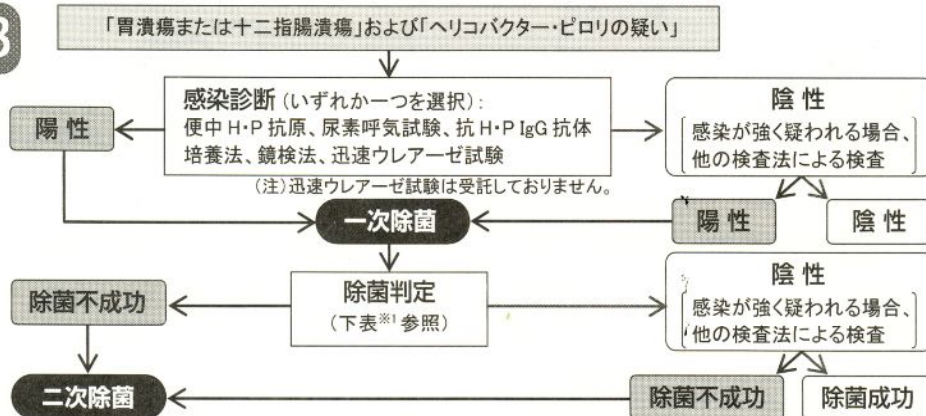 「胃潰瘍または十二指腸潰瘍」および「ヘリコバクター・ピロリの疑い」
感染診断(いずれか一つを選択):
便中H・P抗原、尿素呼気試験、抗H・P IgG抗体
培養法、鏡検法、迅速ウレアーゼ試験
陽性
陰性
感染が強く疑われる場合、
他の検査法による検査
(注)迅速ウレアーゼ試験は受託しておりません。
一次除菌
陽性
陰性
除菌不成功
除菌判定
(下表※1参照)
陰性
感染が強く疑われる場合、
他の検査法による検査
二次除菌
除菌不成功
除菌成功